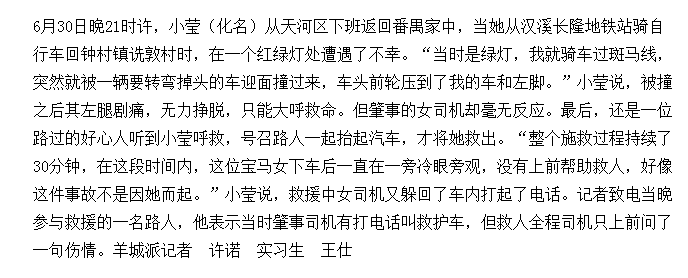 6月30日晚21时许，小莹（化名）从天河区下班返回番禺家中，当她从汉溪长隆地铁站骑自
行车回钟村镇诜敦村时，在一个红绿灯处遭遇了不幸。“当时是绿灯，我就骑车过斑马线，
突然就被一辆要转弯掉头的车迎面撞过来，车头前轮压到了我的车和左脚。”小莹说，被撞
之后其左腿剧痛，无力挣脱，只能大呼救命。但肇事的女司机却毫无反应。最后，还是一位
路过的好心人听到小莹呼救，号召路人一起抬起汽车，才将她救出。“整个施救过程持续了
30分钟，在这段时间内，这位宝马女下车后一直在一旁冷眼旁观，没有上前帮助救人，好像
这件事故不是因她而起。”小莹说，救援中女司机又躲回了车内打起了电话。记者致电当晚
参与救援的一名路人，他表示当时肇事司机有打电话叫救护车，但救人全程司机只上前问了
一句伤情。羊城派记者　许诺　实习生　王仕